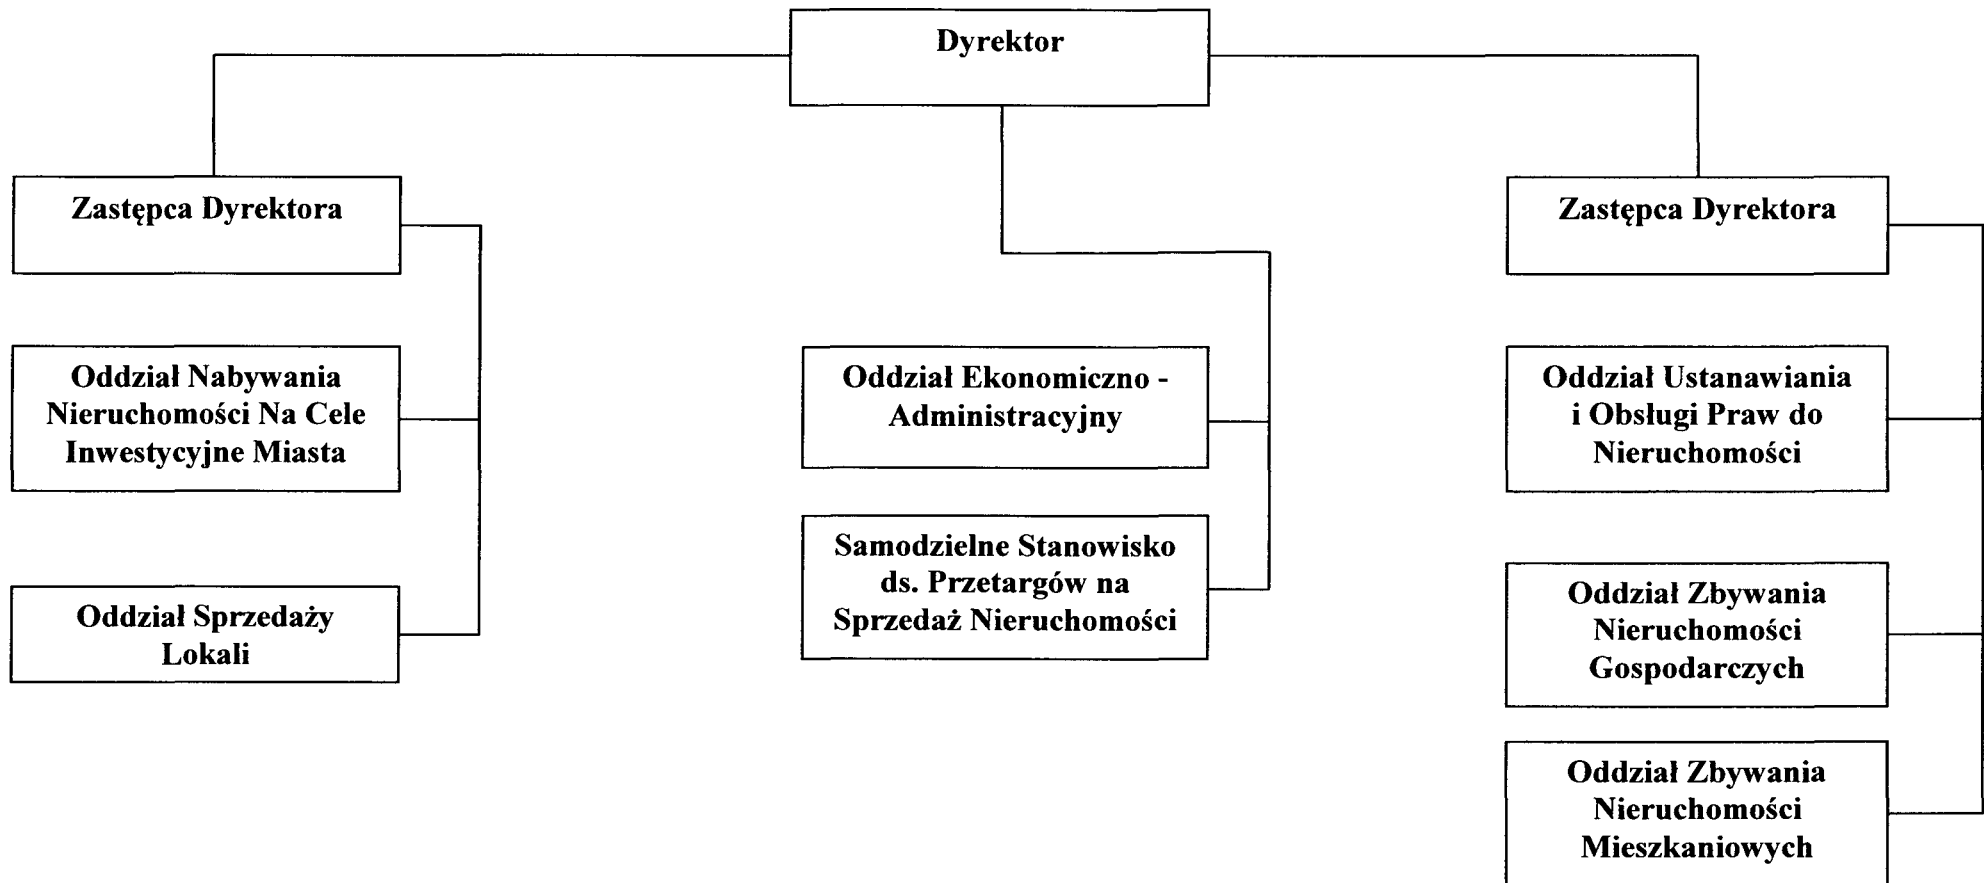 Dyrektor
Zastępca Dyrektora
Oddział Nabywania
Nieruchomości Na Cele
Inwestycyjne Miasta
Oddział Sprzedaży
Lokali
Oddział Ekonomiczno -
Administracyjny
Samodzielne Stanowisko
ds. Przetargów na
Sprzedaż Nieruchomości
Zastępca Dyrektora
Oddział Ustanawiania
i Obsługi Praw do
Nieruchomości
Oddział Zbywania
Nieruchomości
Gospodarczych
Oddział Zbywania
Nieruchomości
Mieszkaniowych